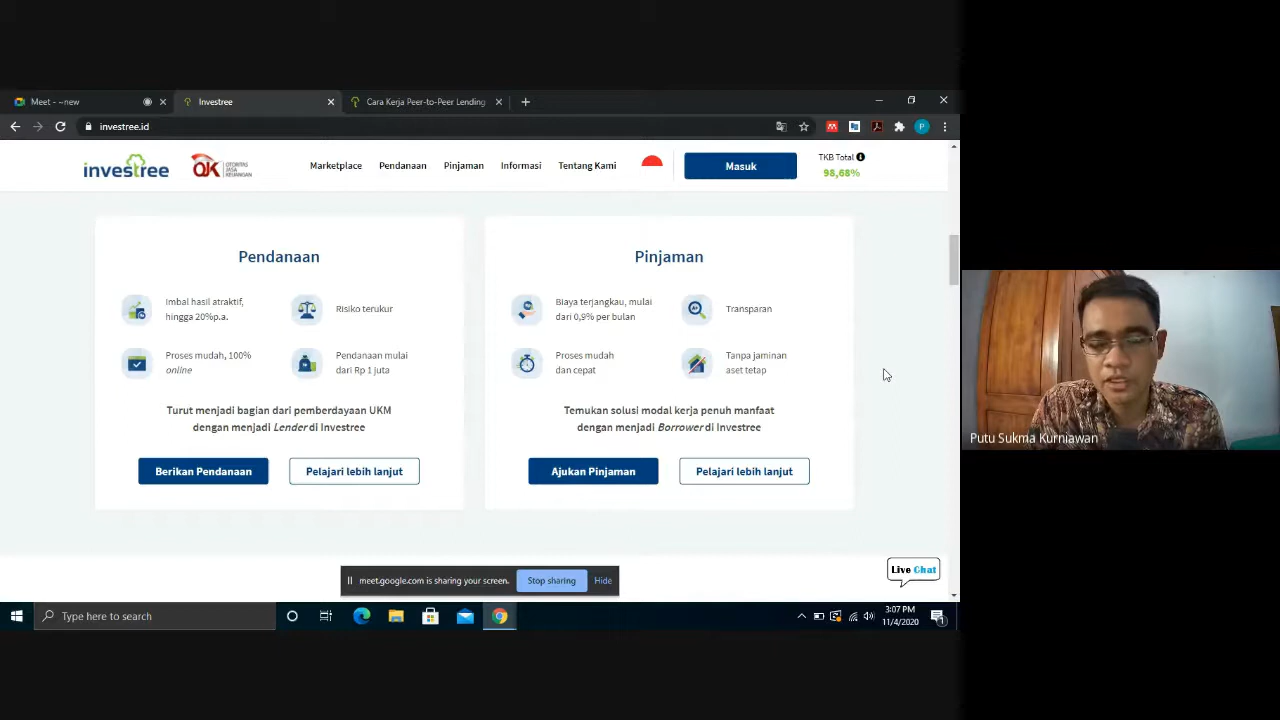 Meet - ~new
Investree
Cara Kerja Peer-to-Peer Lending
investree.id
investree
OJK OTORITAS JASA KEUANGAN
Marketplace
Pendanaan
Pinjaman
Informasi
Tentang Kami
Masuk
TKB Total
98,68%
Pendanaan
Imbal hasil atraktif,
hingga 20%p.a.
Risiko terukur
Proses mudah, 100%
online
Pendanaan mulai
dari Rp 1 juta
Turut menjadi bagian dari pemberdayaan UKM
dengan menjadi Lender di Investree
Berikan Pendanaan
Pelajari lebih lanjut
Pinjaman
Biaya terjangkau, mulai
dari 0,9% per bulan
Transparan
Proses mudah
dan cepat
Tanpa jaminan
aset tetap
Temukan solusi modal kerja penuh manfaat
dengan menjadi Borrower di Investree
Ajukan Pinjaman
Pelajari lebih lanjut
Live Chat
meet.google.com is sharing your screen.
Stop sharing
Hide
Type here to search
3:07 PM
11/4/2020
Putu Sukma Kurniawan